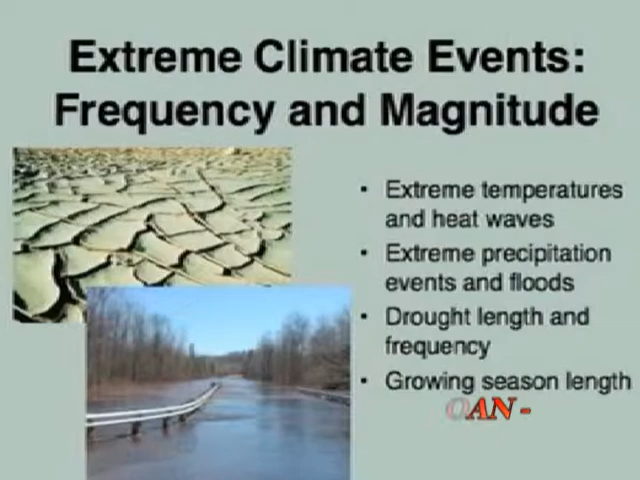 Extreme Climate Events:
Frequency and Magnitude
• Extreme temperatures
and heat waves
• Extreme precipitation
events and floods
• Drought length and
frequency
• Growing season length
OAN -